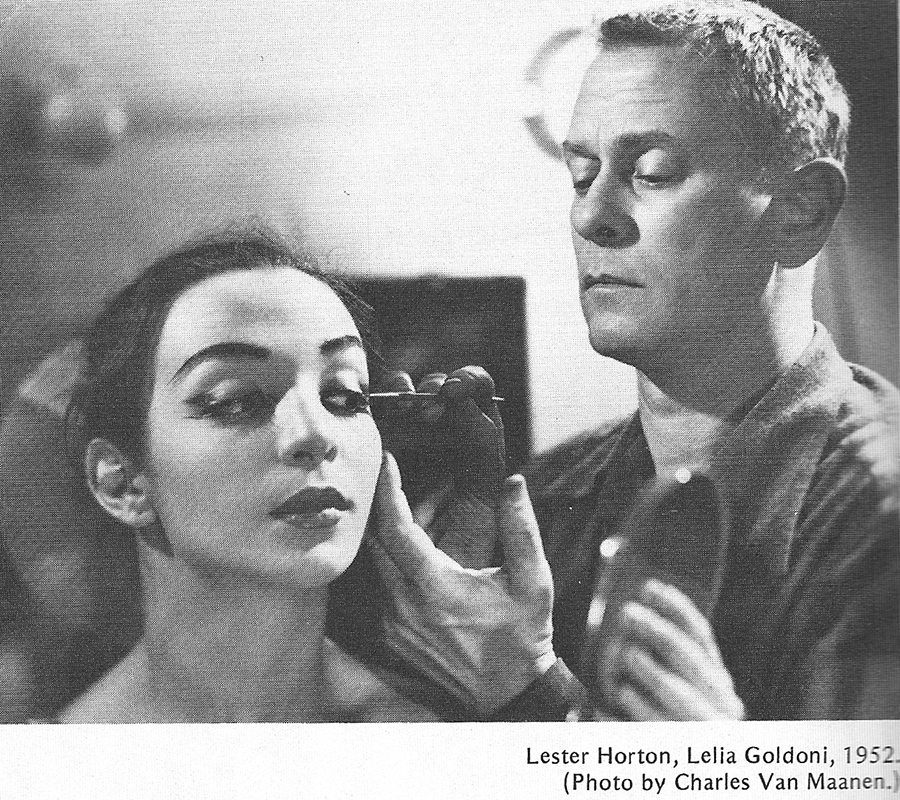 Lester Horton, Lelia Goldoni, 1952.
(Photo by Charles Van Maanen.)